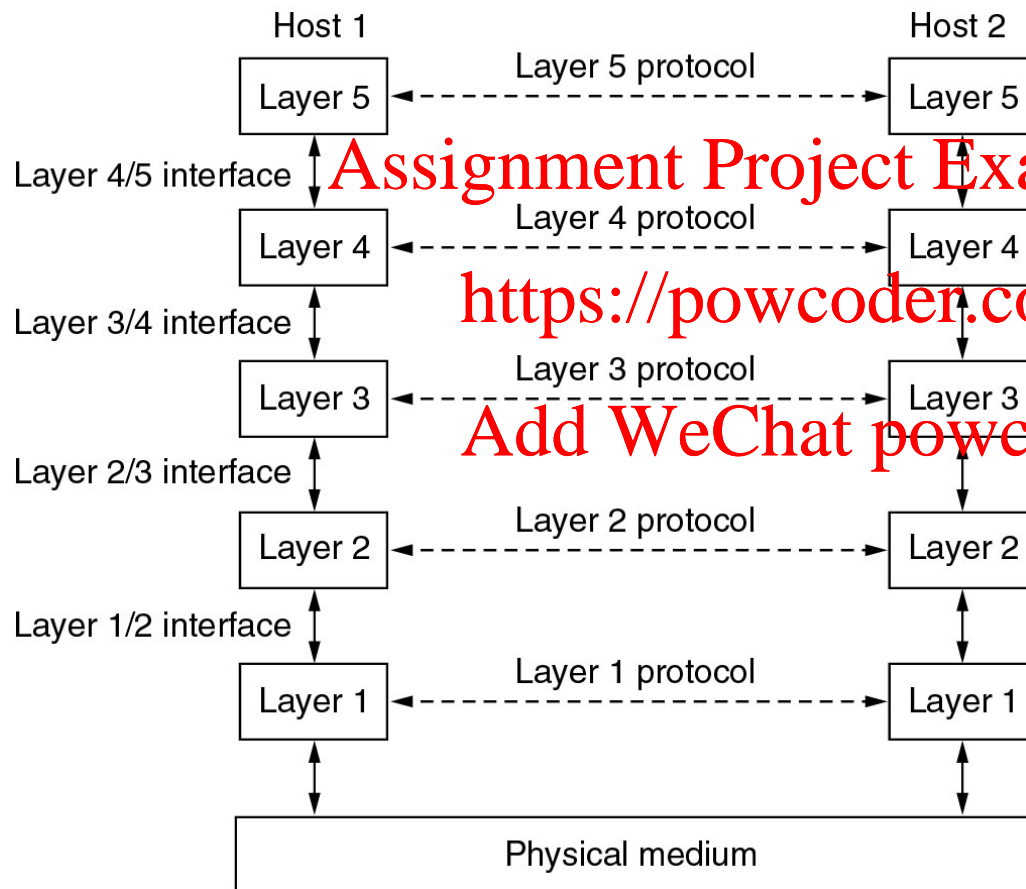 Host 1
Host 2
Layer 5 protocol
Layer 5
Layer 5
Layer 4/5 interface
Assignment Project Exa
Layer 4 protocol
Layer 4
Layer 4
https://powcoder.co
Layer 3/4 interface
Layer 3 protocol
Layer 3
Layer 3
Add WeChat powc
Layer 2/3 interface
Layer 2 protocol
Layer 2
Layer 2
Layer 1/2 interface
Layer 1 protocol
Layer 1
Layer 1
Physical medium